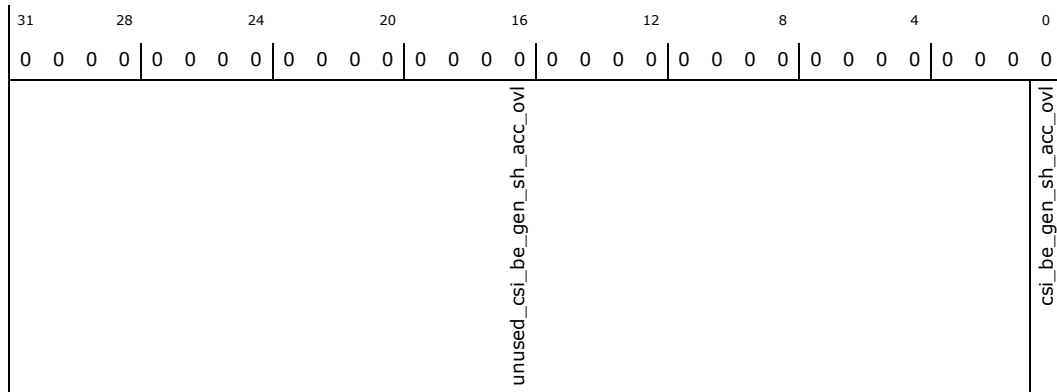 31 28 24 20 16 12 8 4 0
0 0 0 0 0 0 0 0 0 0 0 0 0 0 0 0 0 0 0 0 0 0 0 0 0 0 0 0 0 0 0 0
unused_csi_be_gen_sh_acc_ovl
csi_be_gen_sh_acc_ovl